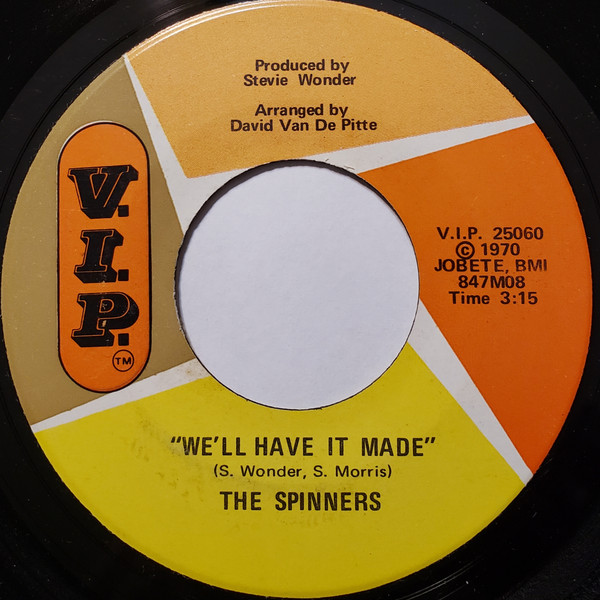 Produced by
Stevie Wonder
Arranged by
David Van De Pitte
V.I.P.
TM
V.I.P. 25060
© 1970
JOBETE, BMI
847M08
Time 3:15
"WE'LL HAVE IT MADE"
(S. Wonder, S. Morris)
THE SPINNERS